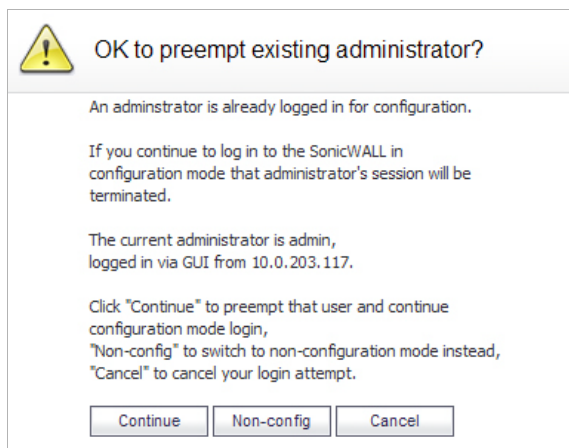 OK to preempt existing administrator?
An adminstrator is already logged in for configuration.
If you continue to log in to the SonicWALL in
configuration mode that administrator's session will be
terminated.
The current administrator is admin,
logged in via GUI from 10.0.203.117.
Click "Continue" to preempt that user and continue
configuration mode login,
"Non-config" to switch to non-configuration mode instead,
"Cancel" to cancel your login attempt.
Continue Non-config Cancel